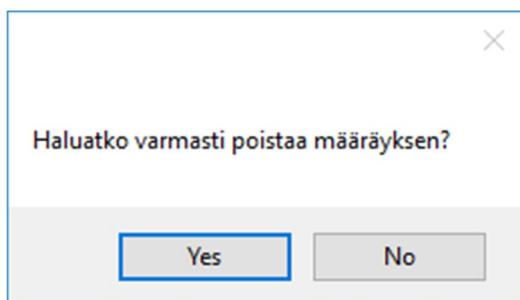 Haluatko varmasti poistaa määräyksen?
Yes No